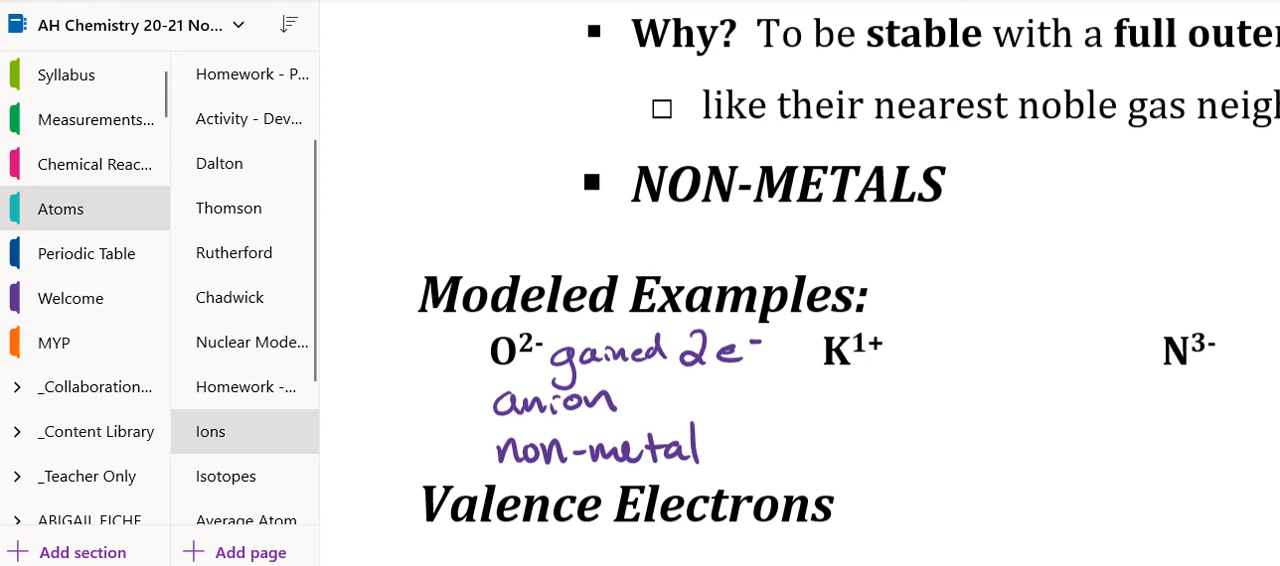 AH Chemistry 20-21 No...
Syllabus
Measurements...
Chemical Reac...
Atoms
Periodic Table
Welcome
MYP
_Collaboration...
_Content Library
_Teacher Only
ABIGAIL FICHE
Add section
Homework - P...
Activity - Dev...
Dalton
Thomson
Rutherford
Chadwick
Nuclear Mode...
Homework -...
Ions
Isotopes
Average Atom
Add page
▪ Why? To be stable with a full outer
□ like their nearest noble gas neigh
▪ NON-METALS
Modeled Examples:
O²⁻ gained 2e⁻ K¹⁺ N³⁻
anion
non-metal
Valence Electrons